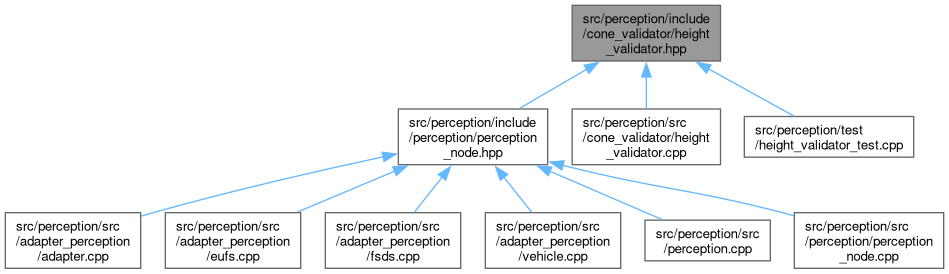 src/perception/include
/cone_validator/height
_validator.hpp
src/perception/include
/perception/perception
_node.hpp
src/perception/src
/cone_validator/height
_validator.cpp
src/perception/test
/height_validator_test.cpp
src/perception/src
/adapter_perception
/adapter.cpp
src/perception/src
/adapter_perception
/eufs.cpp
src/perception/src
/adapter_perception
/fsds.cpp
src/perception/src
/adapter_perception
/vehicle.cpp
src/perception/src
/perception.cpp
src/perception/src
/perception/perception
_node.cpp